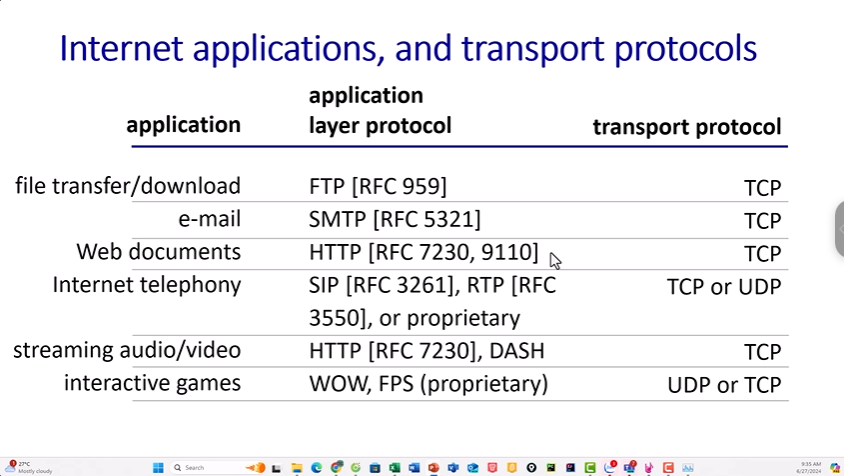 Internet applications, and transport protocols
application
application layer protocol
transport protocol
file transfer/download FTP [RFC 959] TCP
e-mail SMTP [RFC 5321] TCP
Web documents HTTP [RFC 7230, 9110] TCP
Internet telephony SIP [RFC 3261], RTP [RFC TCP or UDP
3550], or proprietary
streaming audio/video HTTP [RFC 7230], DASH TCP
interactive games WOW, FPS (proprietary) UDP or TCP
27°C
Mostly cloudy
Search
9:35 AM
6/27/2024